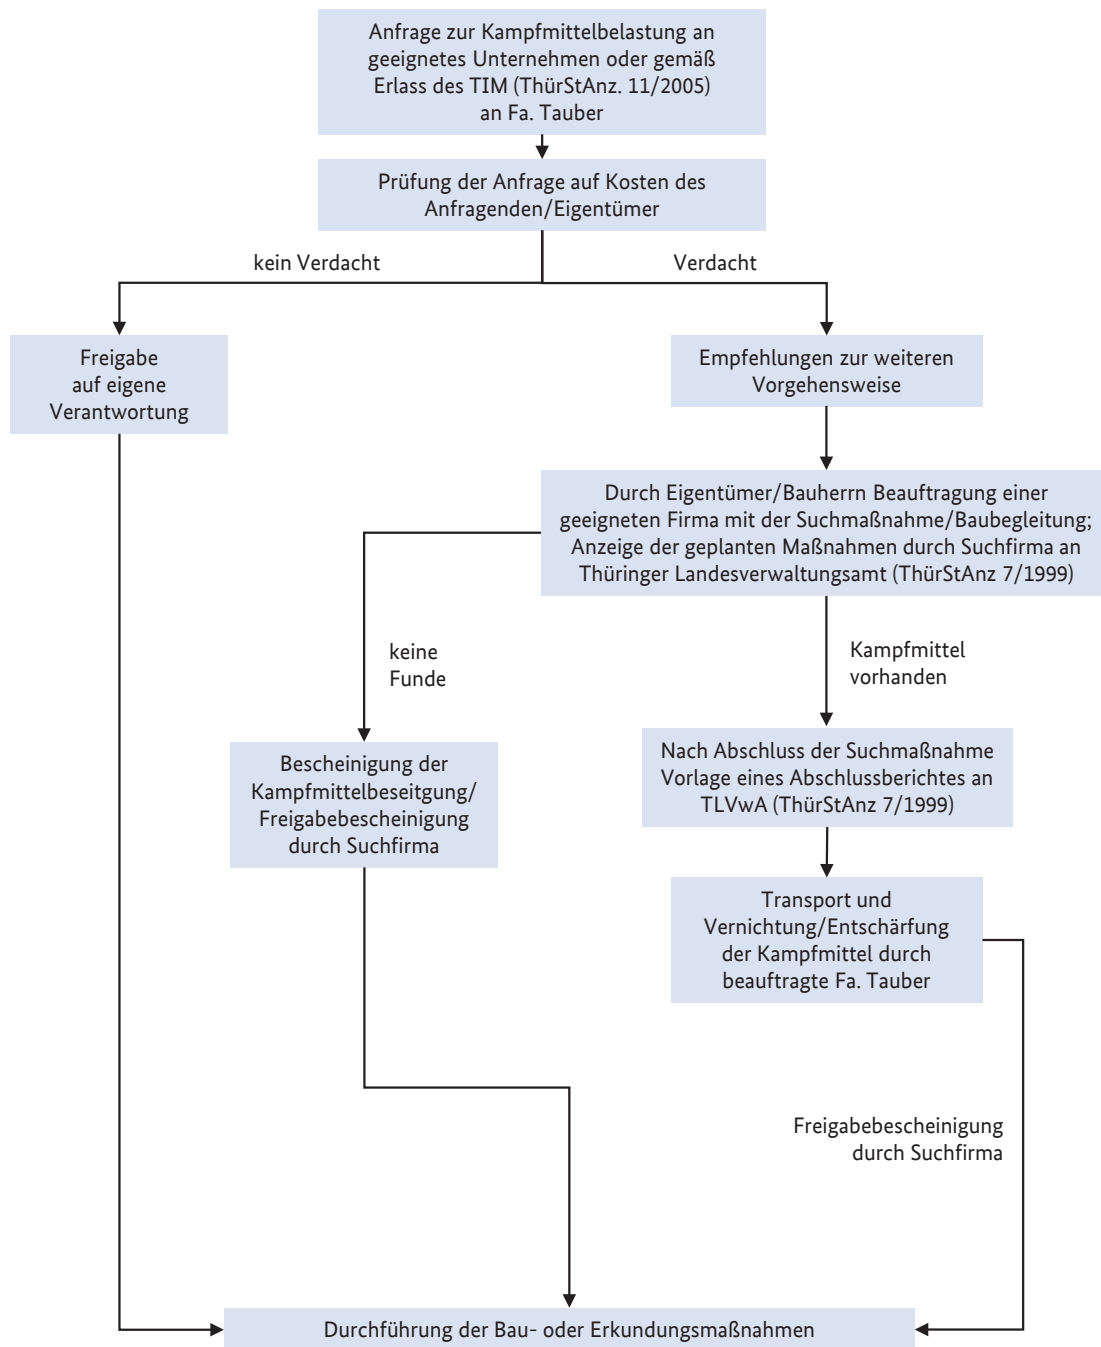 Anfrage zur Kampfmittelbelastung an
geeignetes Unternehmen oder gemäß
Erlass des TIM (ThürStAnz. 11/2005)
an Fa. Tauber
Prüfung der Anfrage auf Kosten des
Anfragenden/Eigentümer
kein Verdacht
Verdacht
Freigabe
auf eigene
Verantwortung
Empfehlungen zur weiteren
Vorgehensweise
Durch Eigentümer/Bauherrn Beauftragung einer
geeigneten Firma mit der Suchmaßnahme/Baubegleitung;
Anzeige der geplanten Maßnahmen durch Suchfirma an
Thüringer Landesverwaltungsamt (ThürStAnz 7/1999)
keine
Funde
Kampfmittel
vorhanden
Bescheinigung der
Kampfmittelbeseitgung/
Freigabebescheinigung
durch Suchfirma
Nach Abschluss der Suchmaßnahme
Vorlage eines Abschlussberichtes an
TLVwA (ThürStAnz 7/1999)
Transport und
Vernichtung/Entschärfung
der Kampfmittel durch
beauftragte Fa. Tauber
Freigabebescheinigung
durch Suchfirma
Durchführung der Bau- oder Erkundungsmaßnahmen